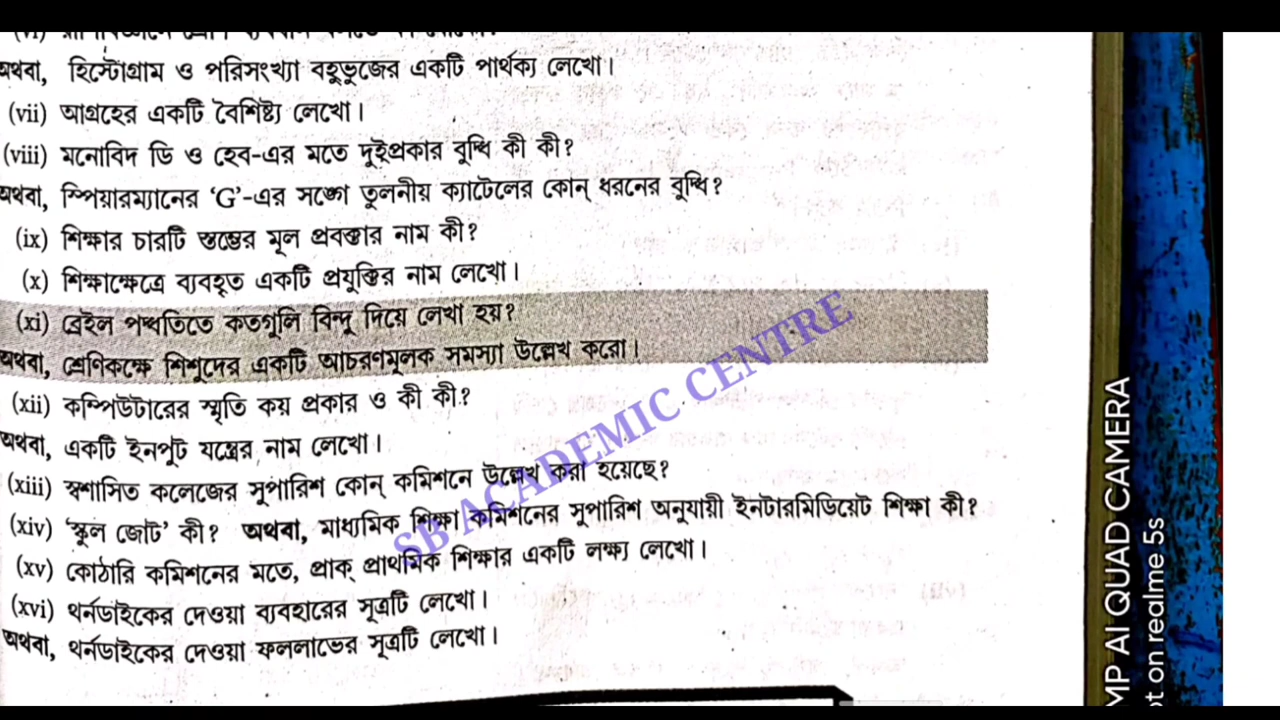 অথবা, হিস্টোগ্রাম ও পরিসংখ্যা বহুভুজের একটি পার্থক্য লেখো।
(vii) আগ্রহের একটি বৈশিষ্ট্য লেখো।
(viii) মনোবিদ ডি ও হেব-এর মতে দুইপ্রকার বুদ্ধি কী কী?
অথবা, স্পিয়ারম্যানের 'G'-এর সঙ্গে তুলনীয় ক্যাটেলের কোন্ ধরনের বুদ্ধি?
(ix) শিক্ষার চারটি স্তম্ভের মূল প্রবক্তার নাম কী?
(x) শিক্ষাক্ষেত্রে ব্যবহৃত একটি প্রযুক্তির নাম লেখো।
(xi) ব্রেইল পদ্ধতিতে কতগুলি বিন্দু দিয়ে লেখা হয়?
অথবা, শ্রেণিকক্ষে শিশুদের একটি আচরণমূলক সমস্যা উল্লেখ করো।
(xii) কম্পিউটারের স্মৃতি কয় প্রকার ও কী কী?
অথবা, একটি ইনপুট যন্ত্রের নাম লেখো।
(xiii) স্বশাসিত কলেজের সুপারিশ কোন্ কমিশনে উল্লেখ করা হয়েছে?
(xiv) 'স্কুল জোট' কী? অথবা, মাধ্যমিক শিক্ষা কমিশনের সুপারিশ অনুযায়ী ইনটারমিডিয়েট শিক্ষা কী?
(xv) কোঠারি কমিশনের মতে, প্রাক্ প্রাথমিক শিক্ষার একটি লক্ষ্য লেখো।
(xvi) থর্নডাইকের দেওয়া ব্যবহারের সূত্রটি লেখো।
অথবা, থর্নডাইকের দেওয়া ফললাভের সূত্রটি লেখো।
SB ACADEMIC CENTRE
MP AI QUAD CAMERA
ot on realme 5s